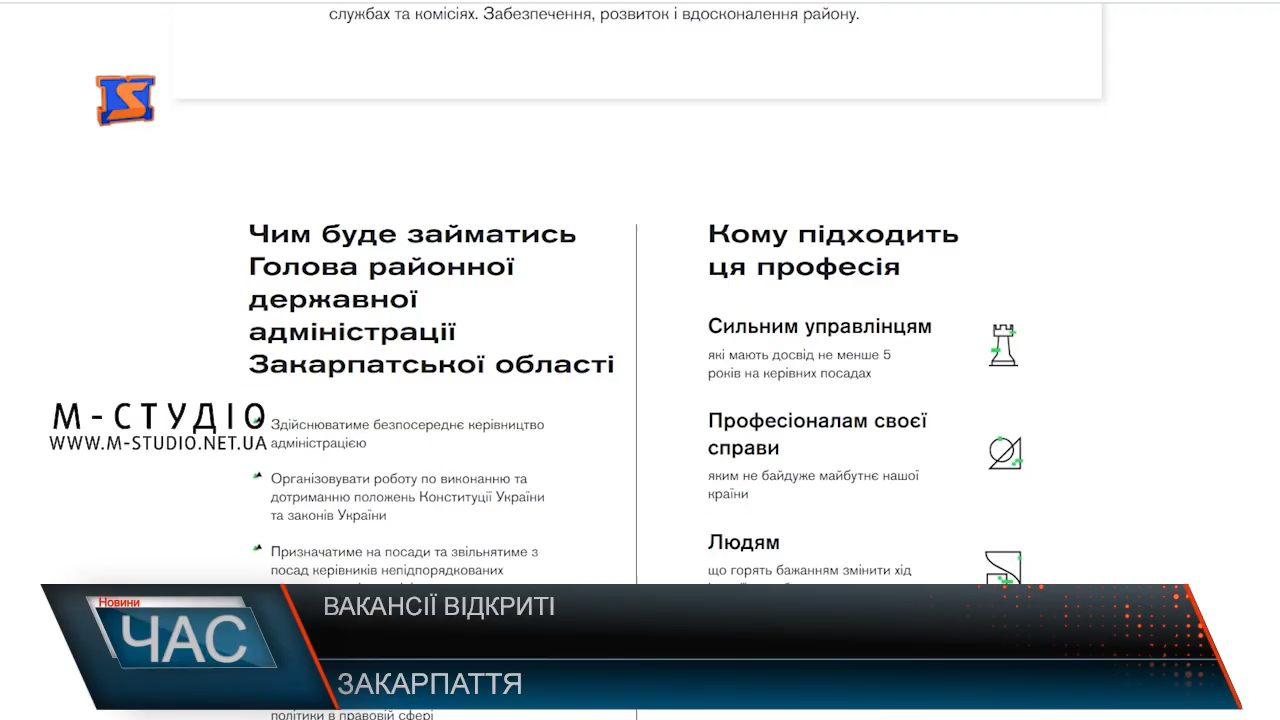 службах та комісіях. Забезпечення, розвиток і вдосконалення району.
Чим буде займатись
Голова районної
державної
адміністрації
Закарпатської області
Здійснюватиме безпосереднє керівництво
адміністрацією
Організовувати роботу по виконанню та
дотриманню положень Конституції України
та законів України
Призначатиме на посади та звільнятиме з
посад керівників непідпорядкованих
політики в правовій сфері
Кому підходить
ця професія
Сильним управлінцям
які мають досвід не менше 5
років на керівних посадах
Професіоналам своєї
справи
яким не байдуже майбутнє нашої
країни
Людям
що горять бажанням змінити хід
М-СТУДІО
WWW.M-STUDIO.NET.UA
Новини
ЧАС
ВАКАНСІЇ ВІДКРИТІ
ЗАКАРПАТТЯ